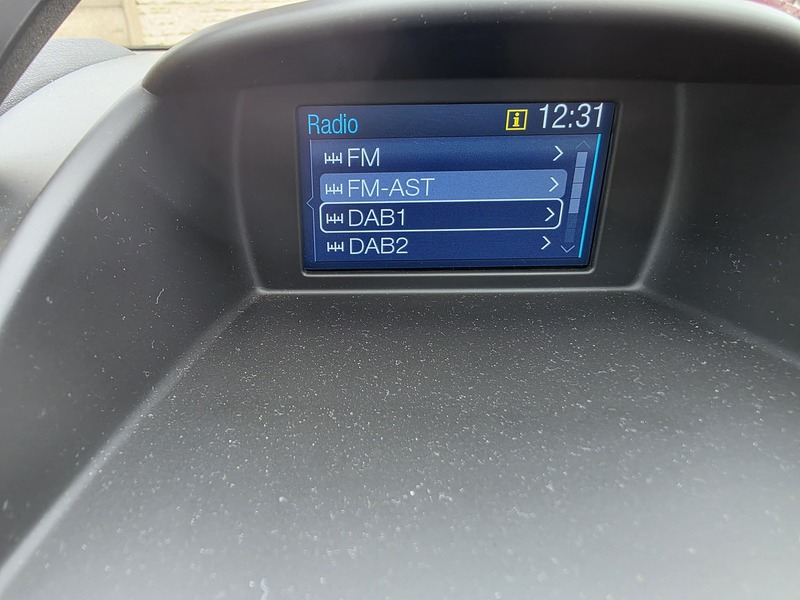 Radio i 12:31
FM
FM-AST
DAB1
DAB2